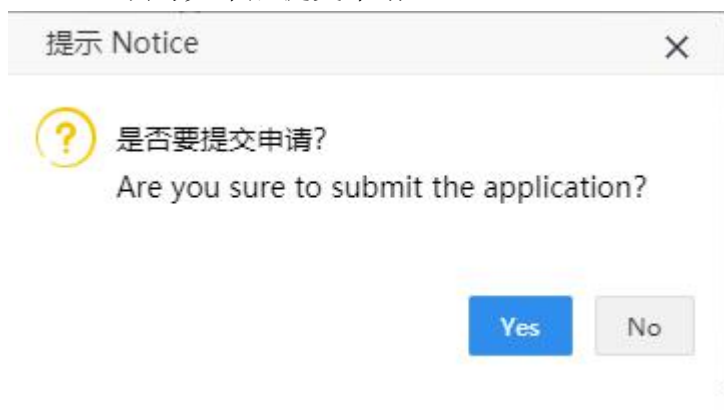 提示 Notice
是否要提交申请?
Are you sure to submit the application?
Yes
No